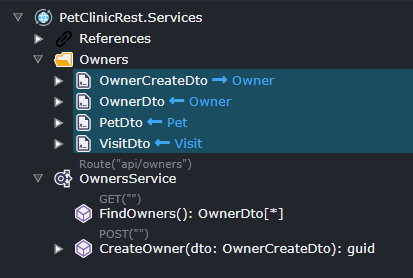 PetClinicRest.Services
References
Owners
OwnerCreateDto → Owner
OwnerDto ← Owner
PetDto ← Pet
VisitDto ← Visit
Route("api/owners")
OwnersService
GET("")
FindOwners(): OwnerDto[*]
POST("")
CreateOwner(dto: OwnerCreateDto): guid